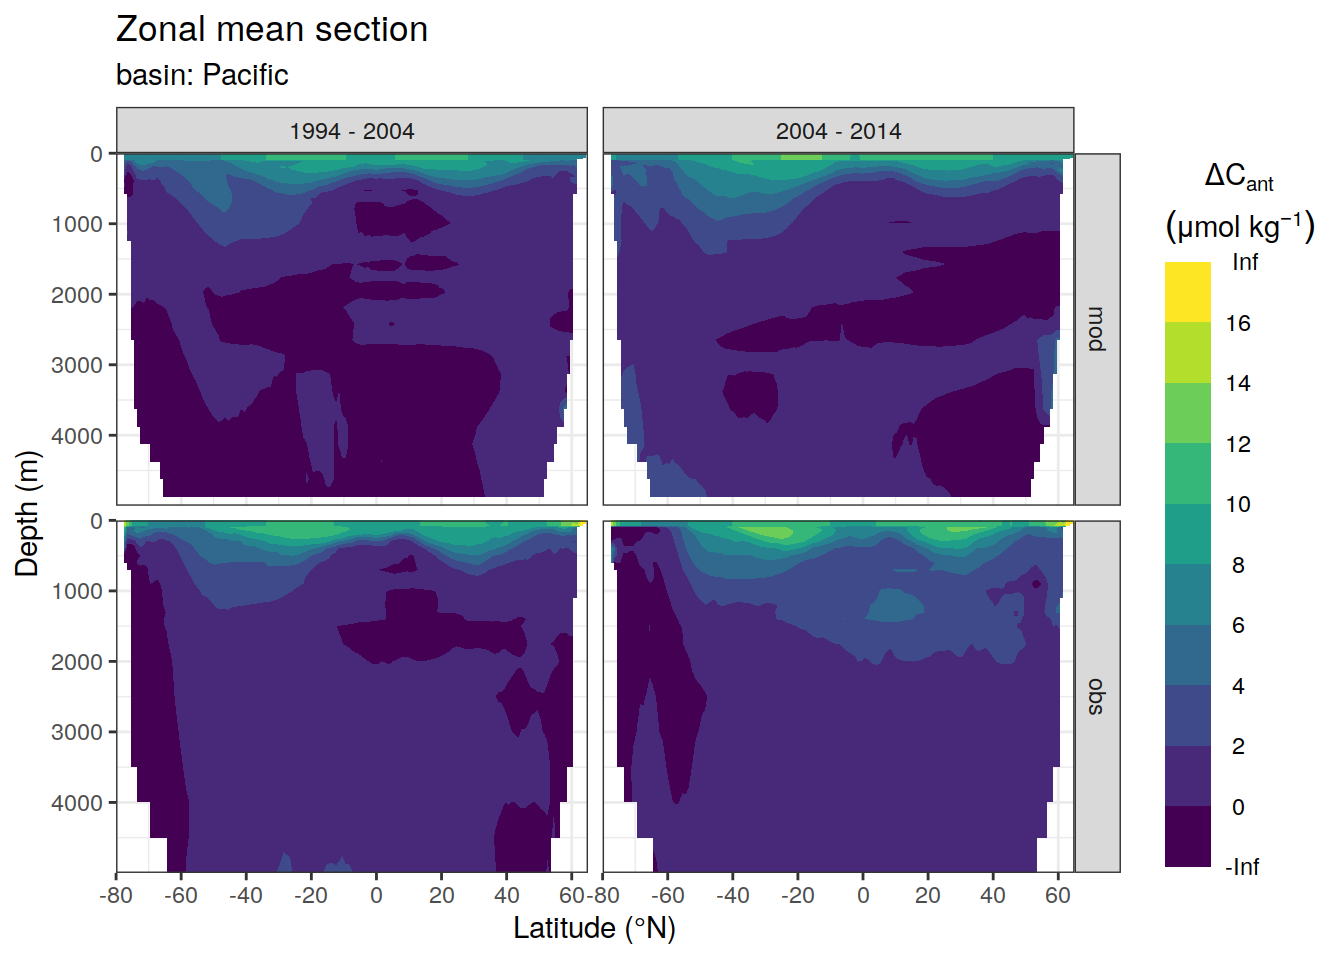 Zonal mean section
basin: Pacific
1994 - 2004
2004 - 2014
0
1000
2000
3000
4000
mod
0
1000
2000
3000
4000
obs
Depth (m)
-80 -60 -40 -20 0 20 40 60
-80 -60 -40 -20 0 20 40 60
Latitude (°N)
ΔCant
(μmol kg⁻¹)
Inf
16
14
12
10
8
6
4
2
0
-Inf